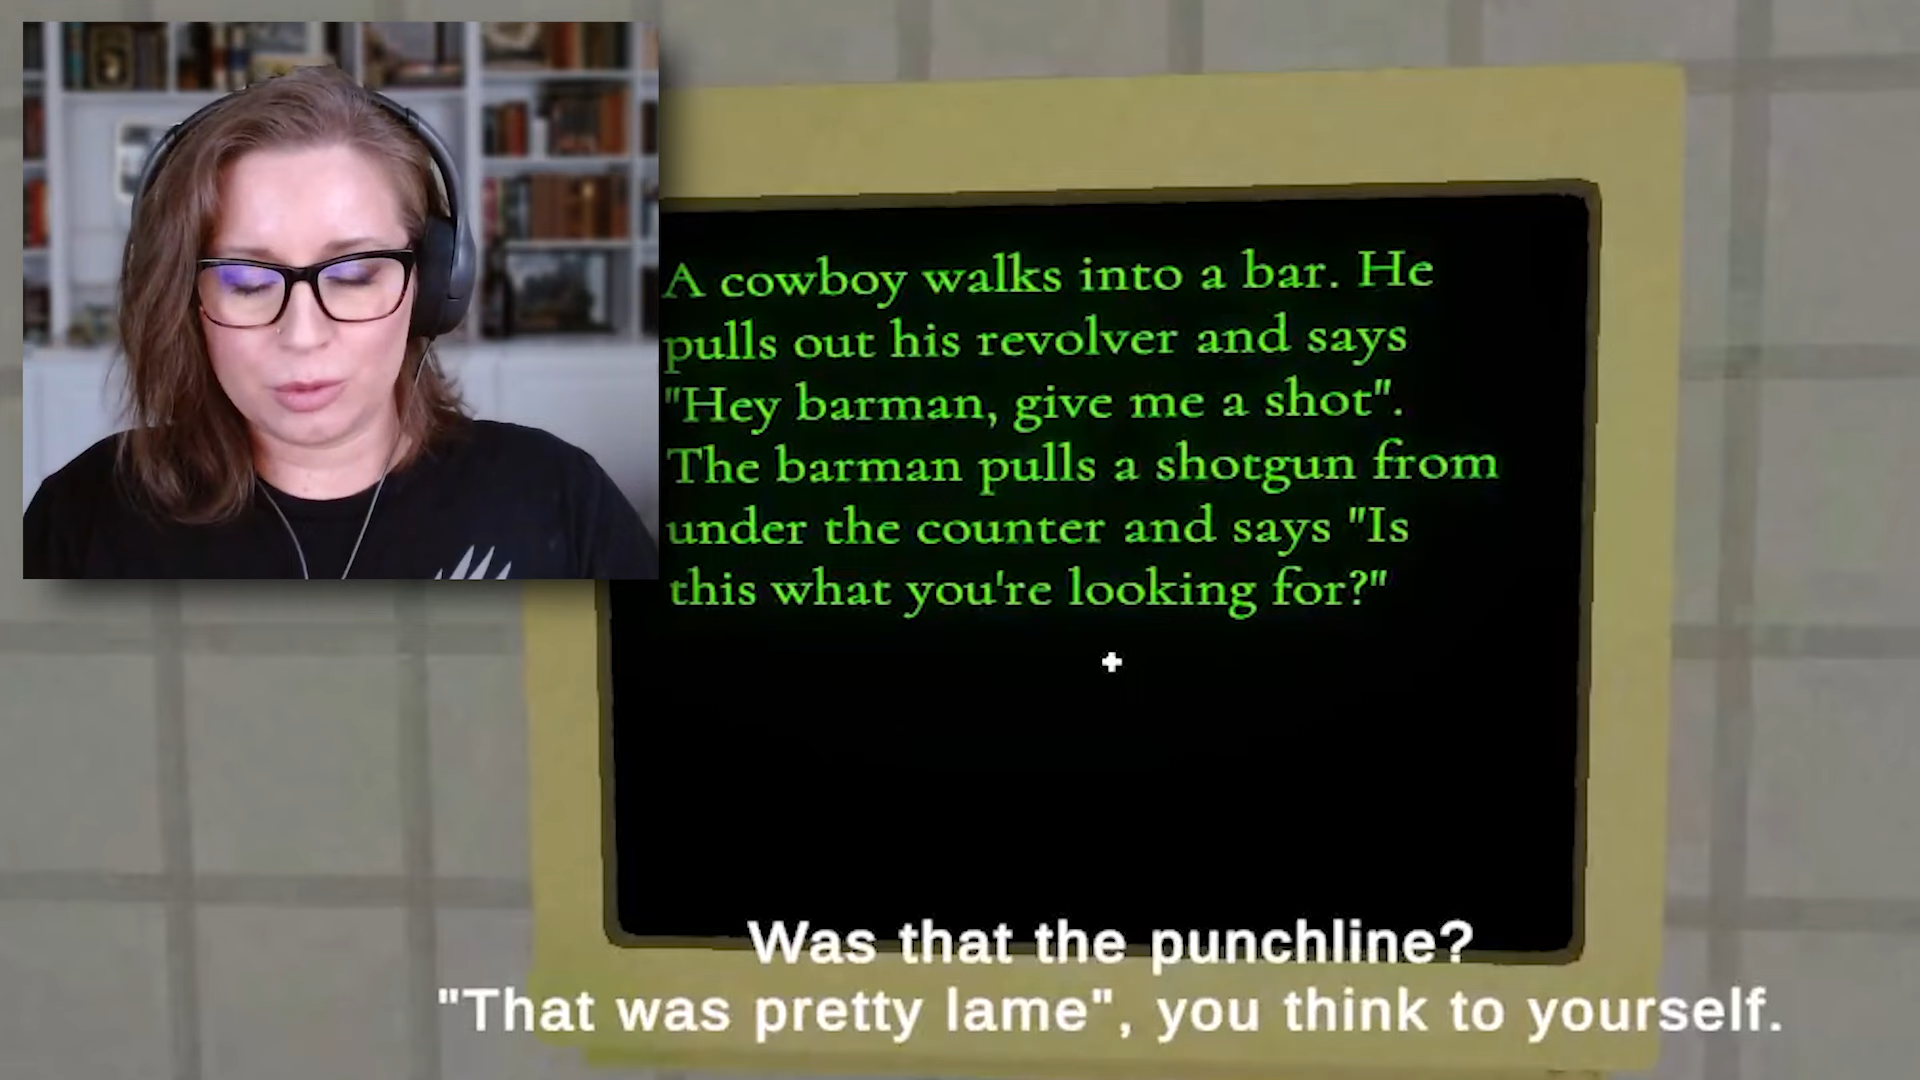 A cowboy walks into a bar. He
pulls out his revolver and says
"Hey barman, give me a shot".
The barman pulls a shotgun from
under the counter and says "Is
this what you're looking for?"
Was that the punchline?
"That was pretty lame", you think to yourself.